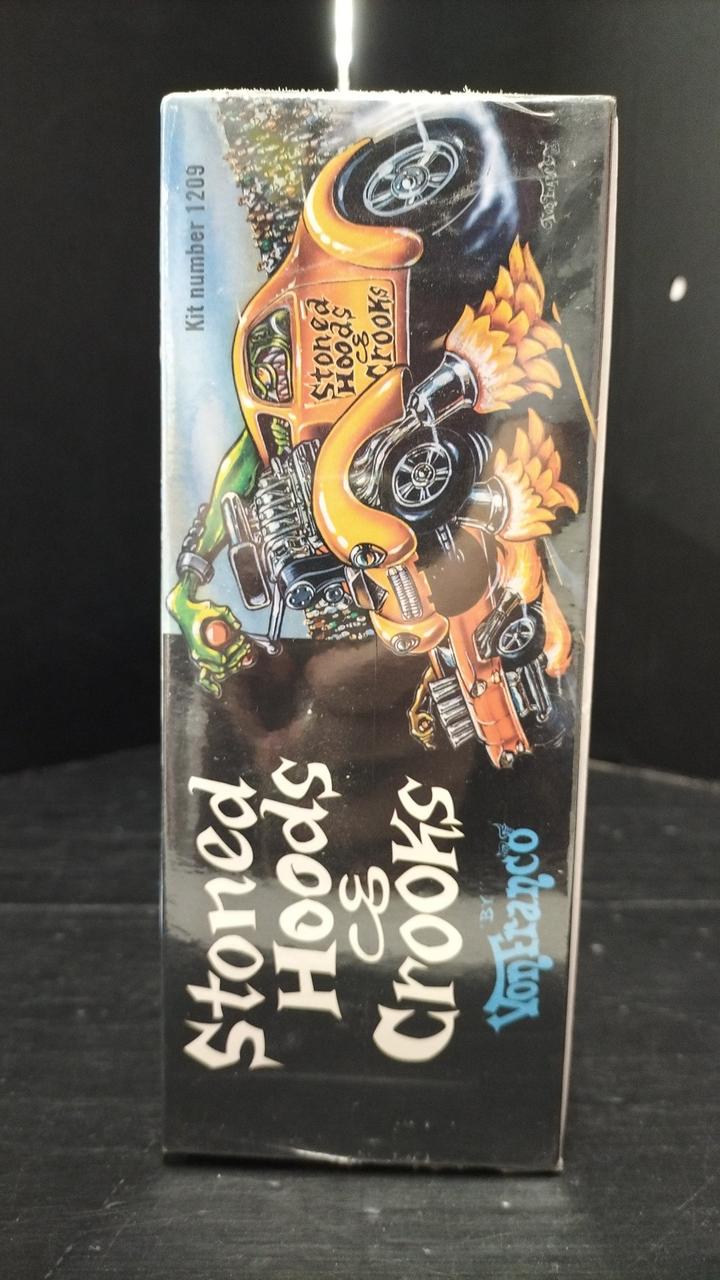 Kit number 1209
Stoned
Hoods
&
Crooks
Stoned
Hoods
&
Crooks
BY
VonFranco